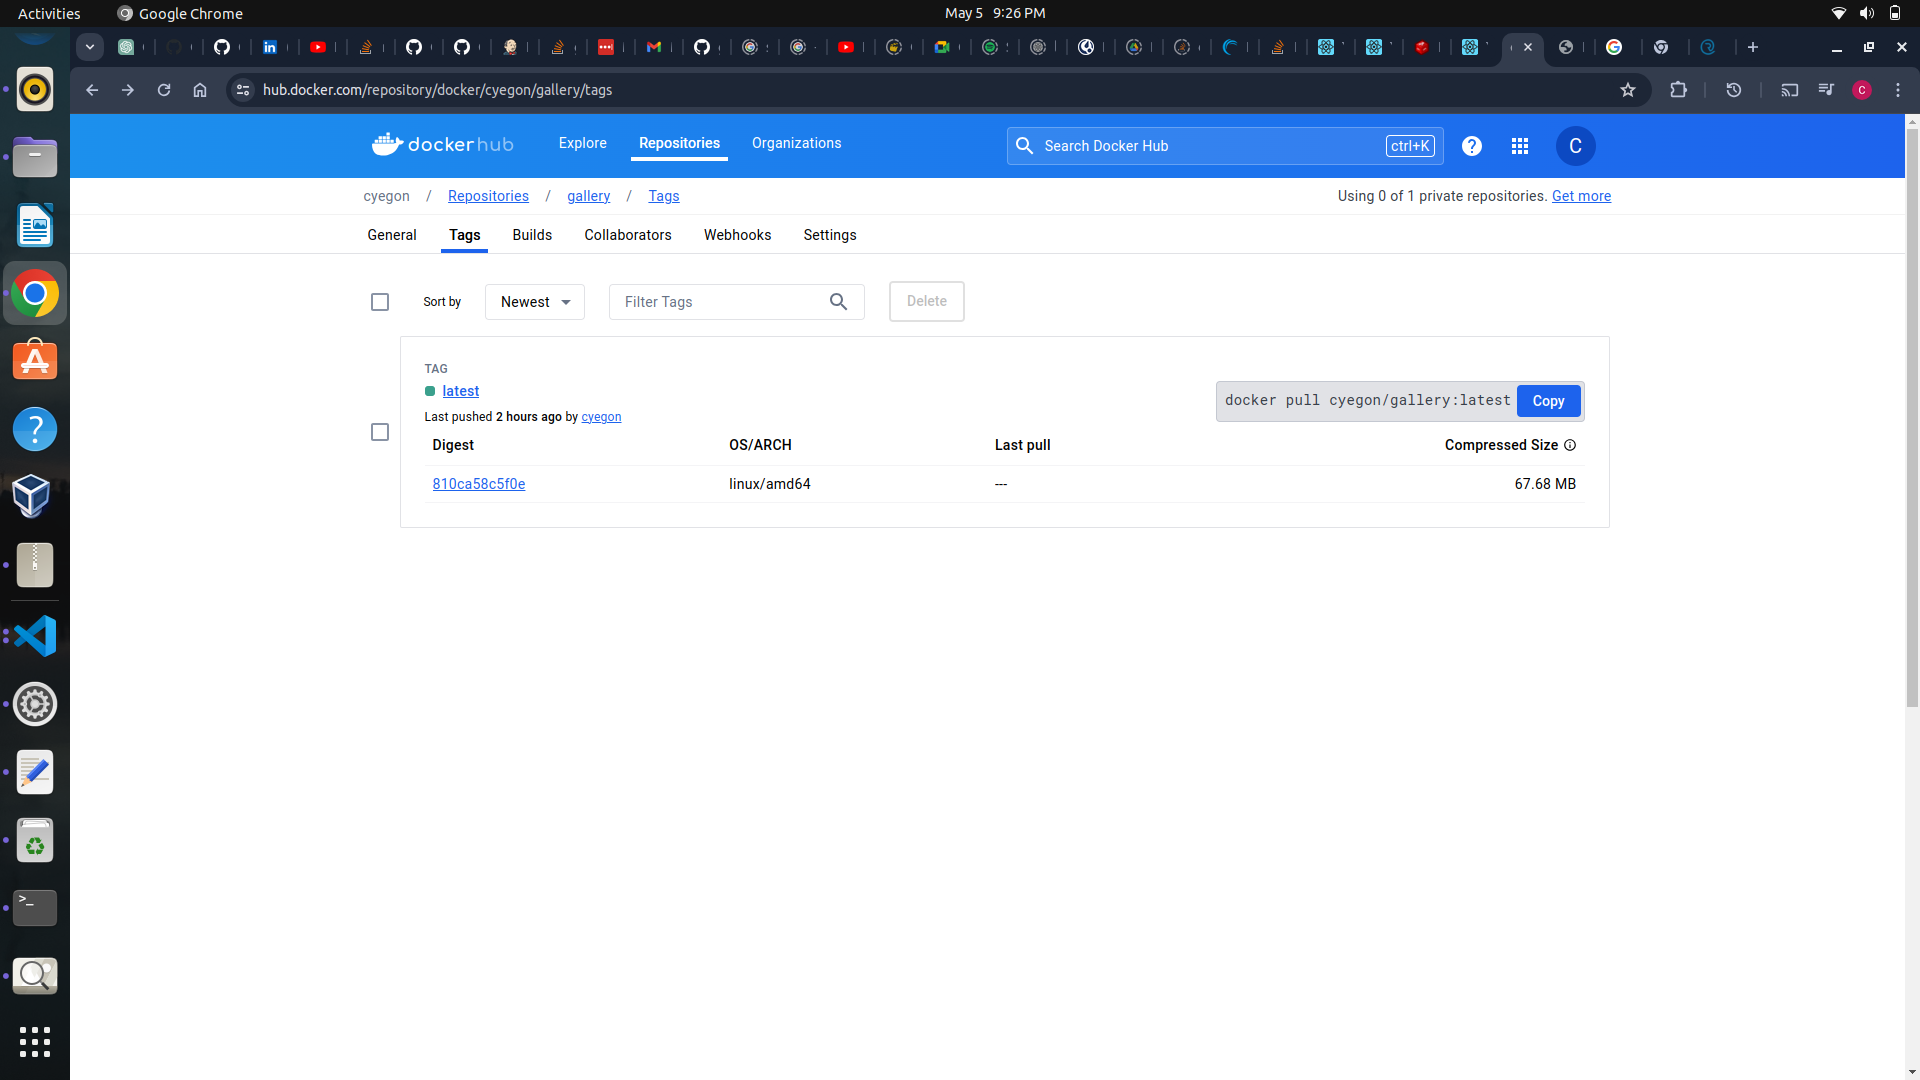 Activities Google Chrome May 5 9:26 PM
hub.docker.com/repository/docker/cyegon/gallery/tags
C
dockerhub Explore Repositories Organizations Search Docker Hub ctrl+K ? C
cyegon / Repositories / gallery / Tags Using 0 of 1 private repositories. Get more
General Tags Builds Collaborators Webhooks Settings
Sort by Newest Filter Tags Delete
TAG
latest
docker pull cyegon/gallery:latest Copy
Last pushed 2 hours ago by cyegon
Digest OS/ARCH Last pull Compressed Size
810ca58c5f0e linux/amd64 --- 67.68 MB